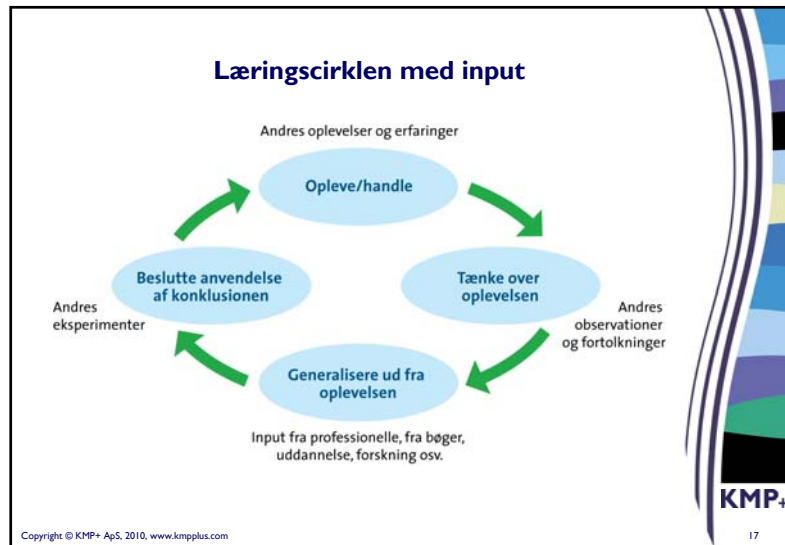 Læringscirklen med input
Andres oplevelser og erfaringer
Opleve/handle
Beslutte anvendelse
af konklusionen
Tænke over
oplevelsen
Andres
eksperimenter
Andres
observationer
og fortolkninger
Generalisere ud fra
oplevelsen
Input fra professionelle, fra bøger,
uddannelse, forskning osv.
KMP+
Copyright © KMP+ ApS, 2010, www.kmpplus.com
17